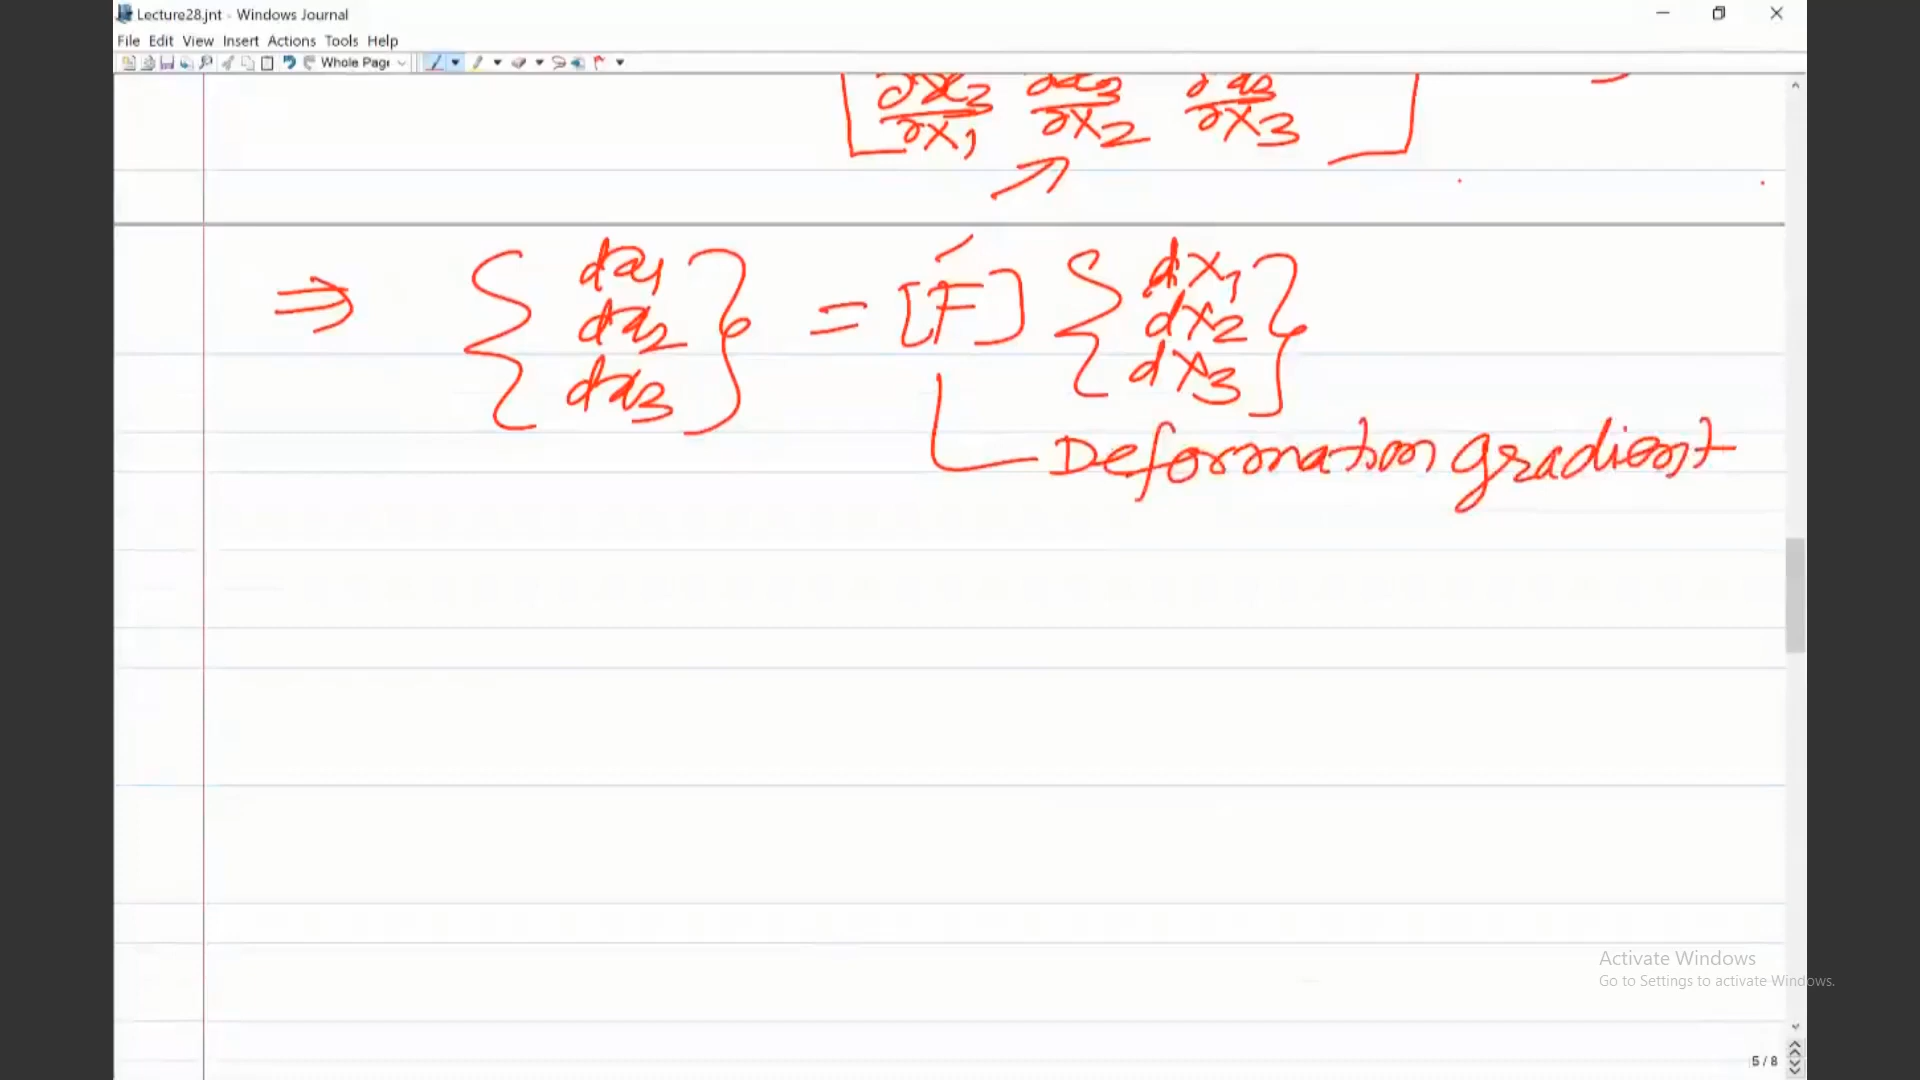 Lecture28.jnt - Windows Journal
File Edit View Insert Actions Tools Help
Whole Page
∂x3/∂X1 ∂x3/∂X2 ∂x3/∂X3
⇒ { dx1 dx2 dx3 } = [F] { dX1 dX2 dX3 }
Deformation gradient
Activate Windows
Go to Settings to activate Windows.
5 / 8